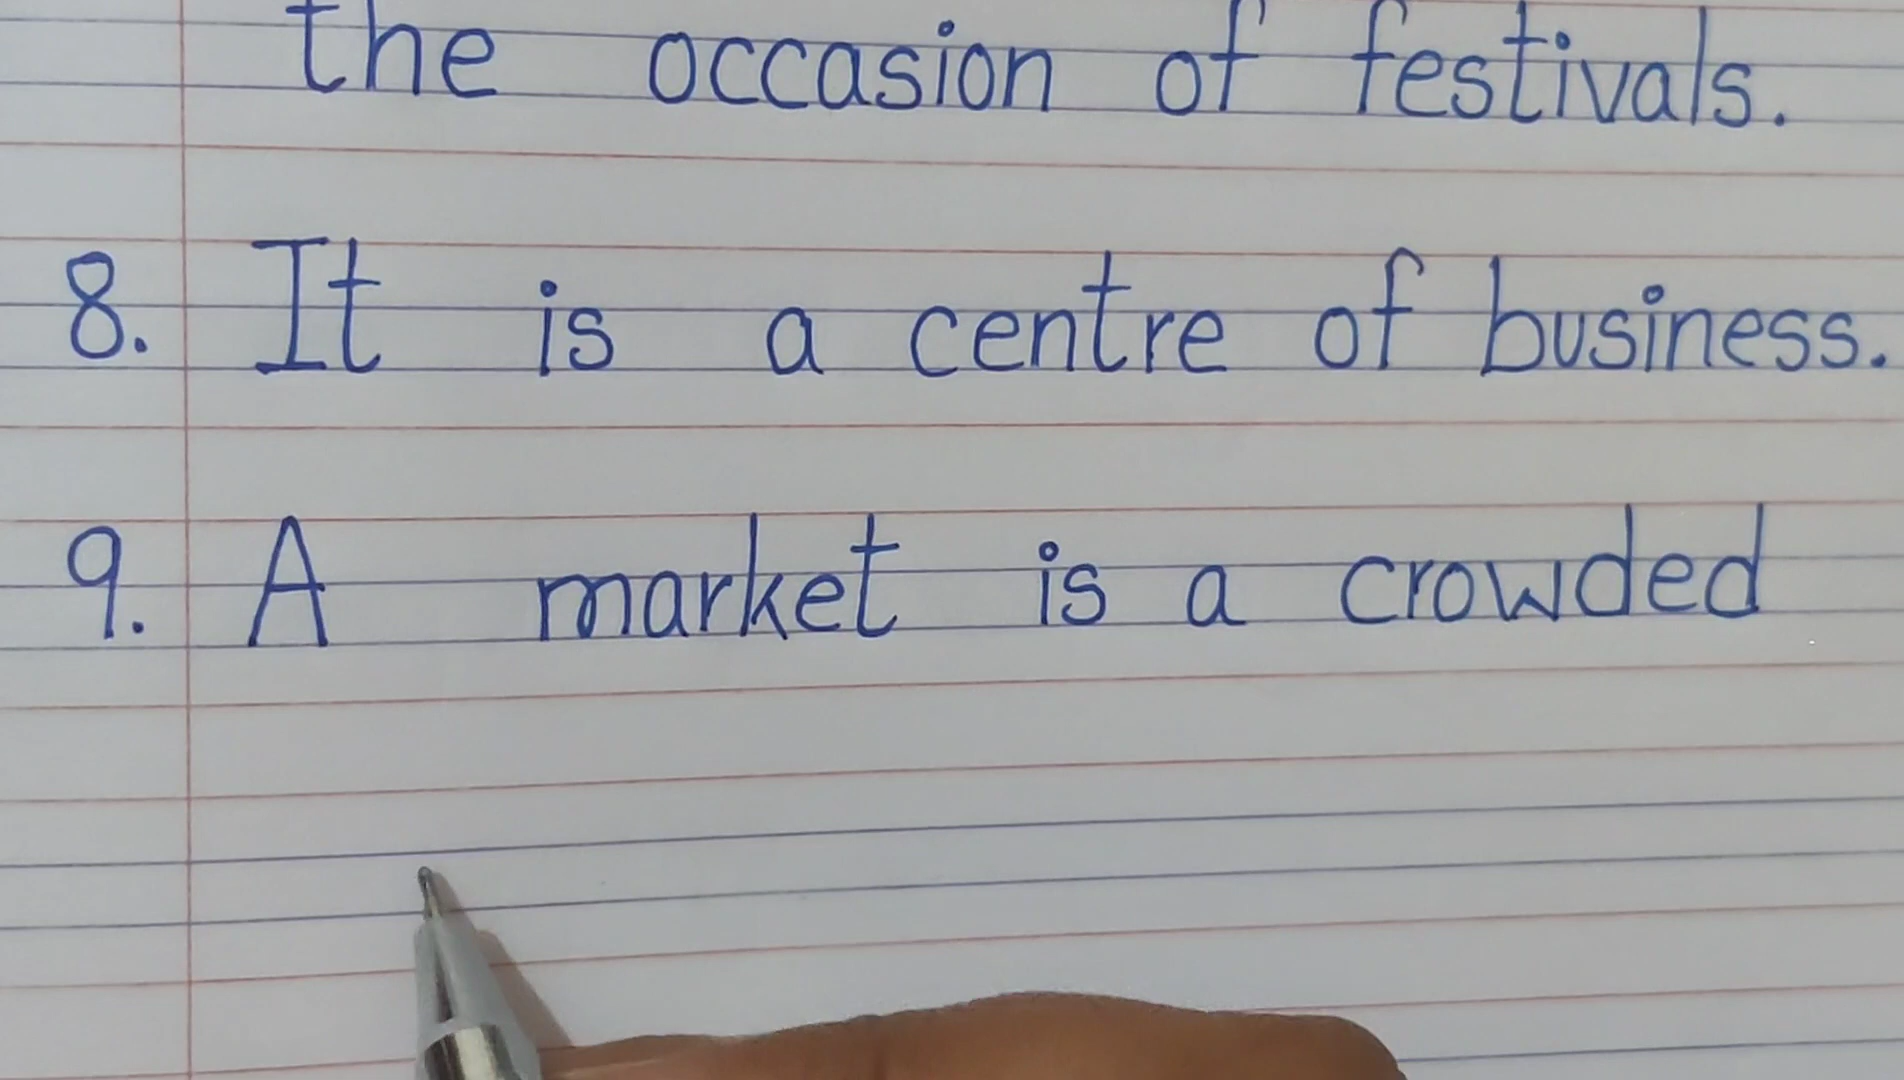 the occasion of festivals.
8. It is a centre of business.
9. A market is a crowded